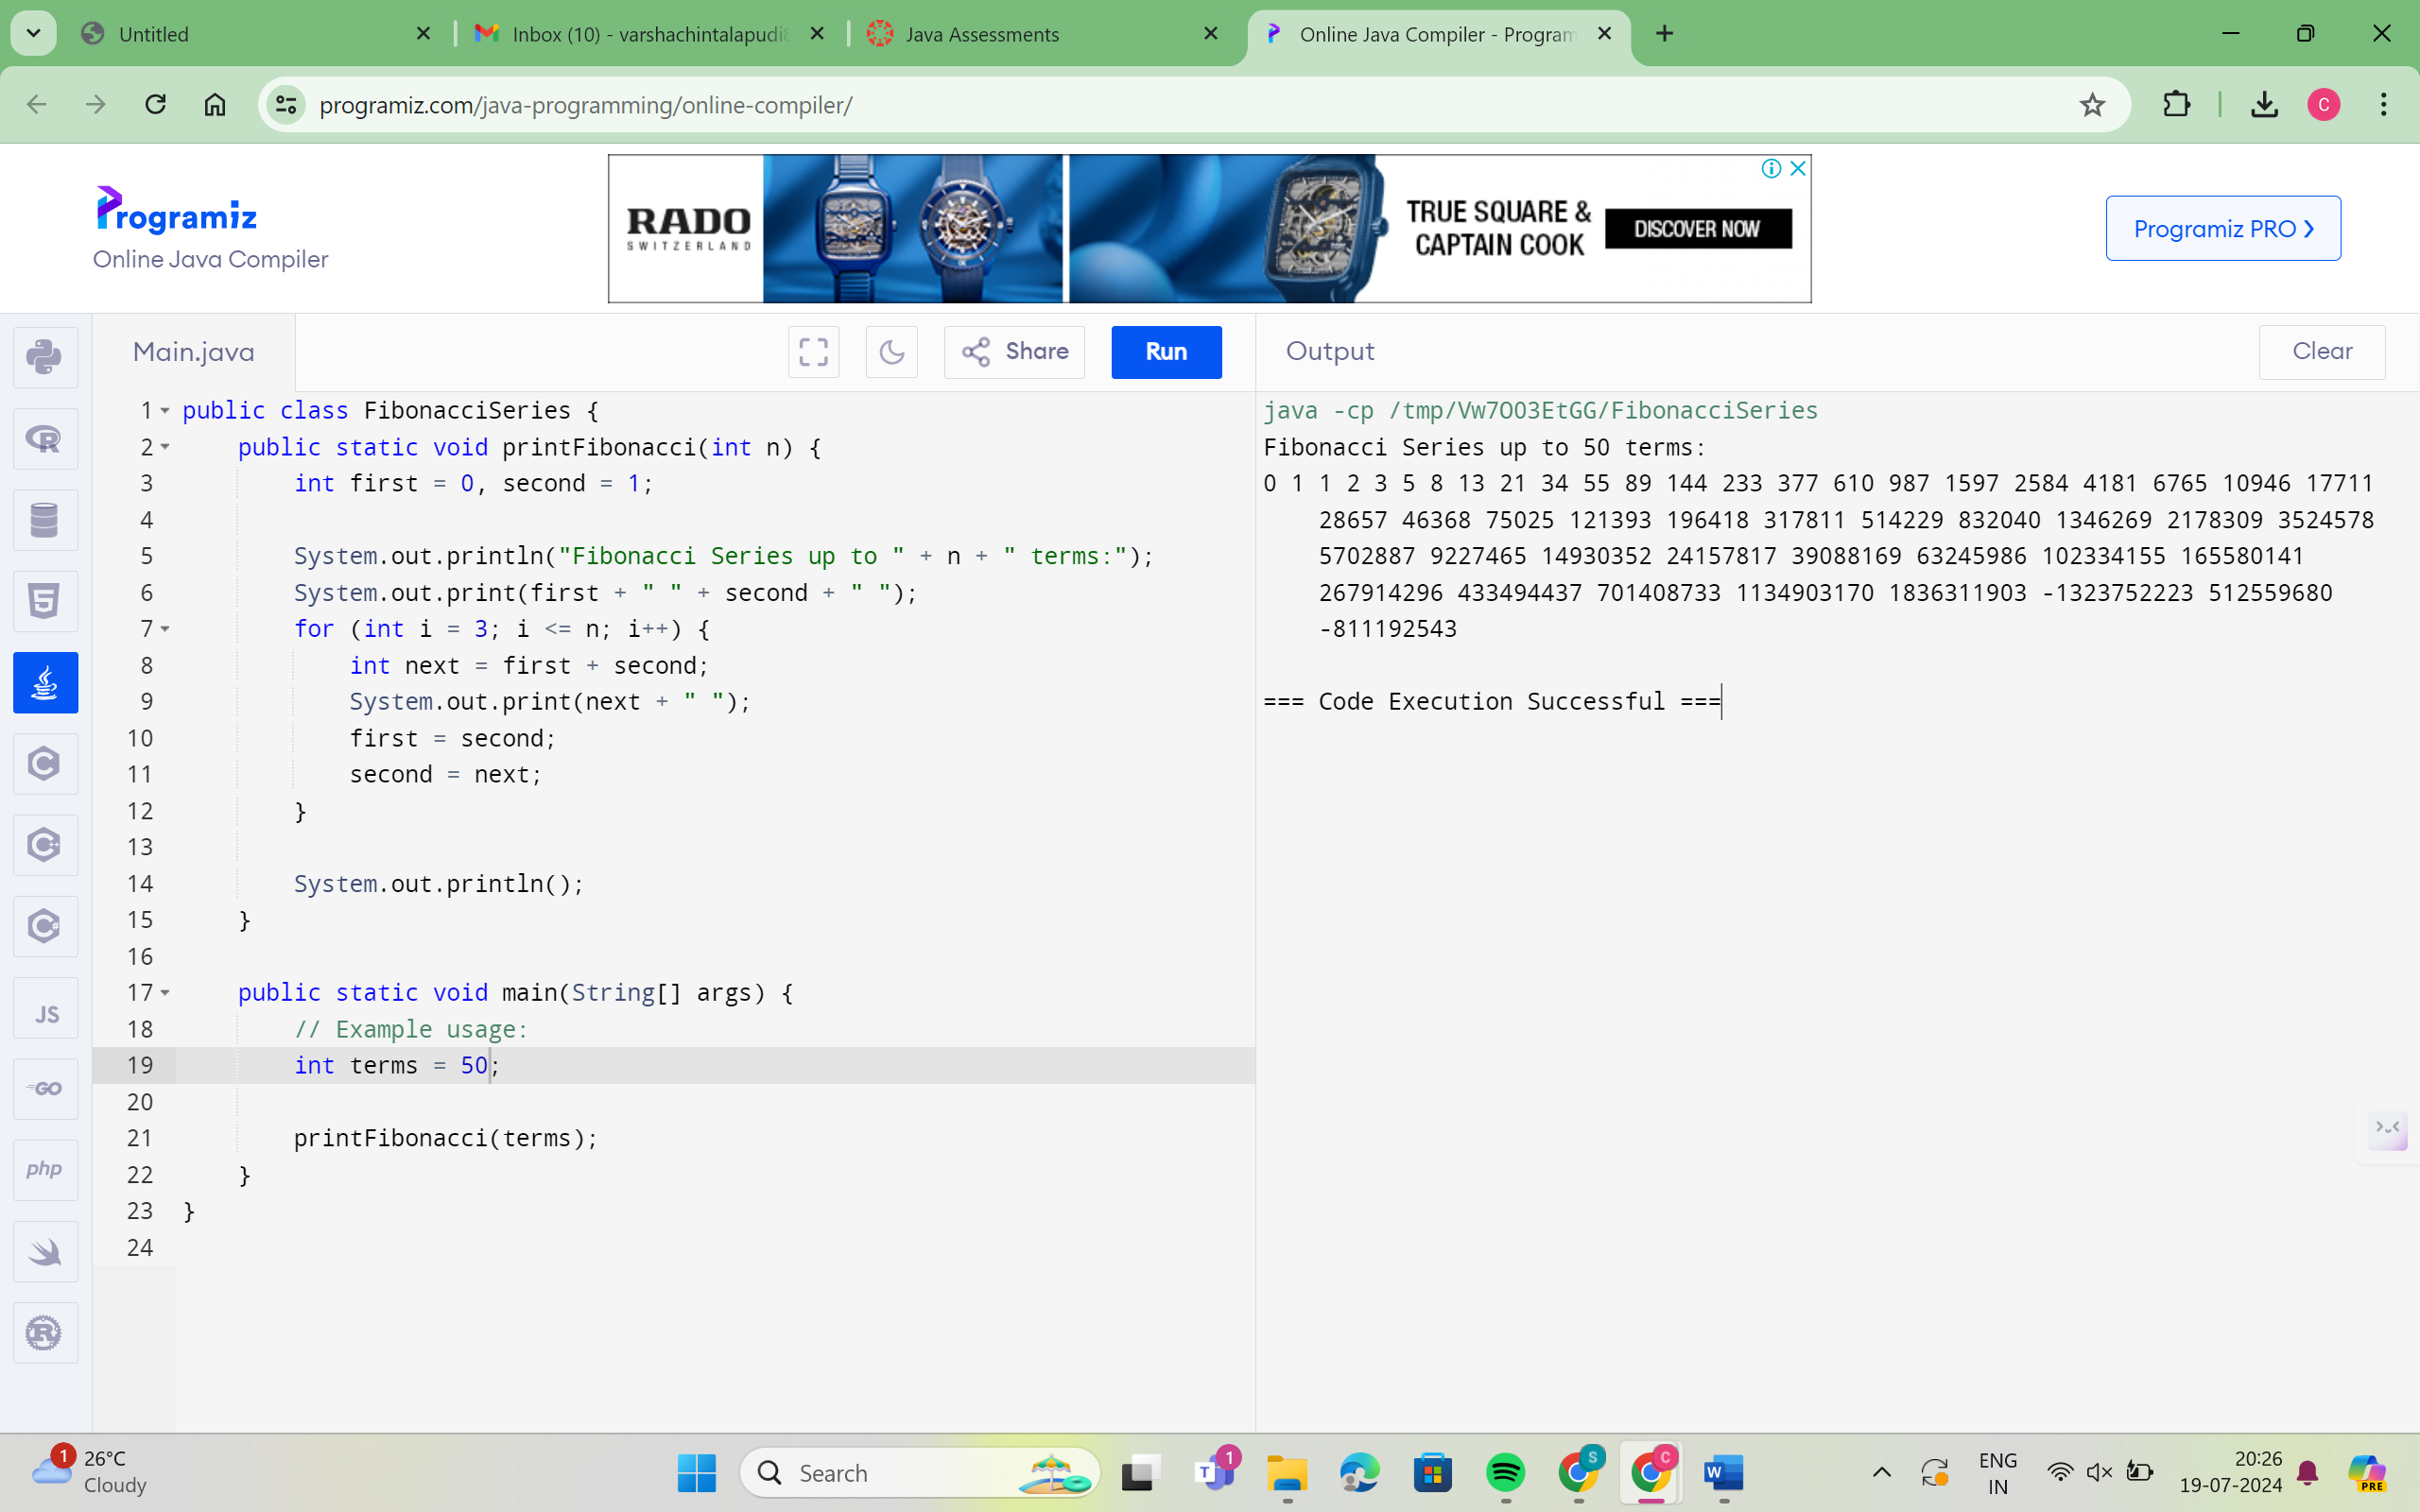 Untitled
Inbox (10) - varshachintalapudi
Java Assessments
Online Java Compiler - Program
programiz.com/java-programming/online-compiler/
C
Programiz
Online Java Compiler
RADO
SWITZERLAND
TRUE SQUARE &
CAPTAIN COOK
DISCOVER NOW
Programiz PRO ❯
Main.java
Share
Run
Output
Clear
1 public class FibonacciSeries {
2 public static void printFibonacci(int n) {
3 int first = 0, second = 1;
4
5 System.out.println("Fibonacci Series up to " + n + " terms:");
6 System.out.print(first + " " + second + " ");
7 for (int i = 3; i <= n; i++) {
8 int next = first + second;
9 System.out.print(next + " ");
10 first = second;
11 second = next;
12 }
13
14 System.out.println();
15 }
16
17 public static void main(String[] args) {
18 // Example usage:
19 int terms = 50;
20
21 printFibonacci(terms);
22 }
23 }
24
java -cp /tmp/Vw7OO3EtGG/FibonacciSeries
Fibonacci Series up to 50 terms:
0 1 1 2 3 5 8 13 21 34 55 89 144 233 377 610 987 1597 2584 4181 6765 10946 17711
28657 46368 75025 121393 196418 317811 514229 832040 1346269 2178309 3524578
5702887 9227465 14930352 24157817 39088169 63245986 102334155 165580141
267914296 433494437 701408733 1134903170 1836311903 -1323752223 512559680
-811192543
=== Code Execution Successful ===
R
5
C
C++
C#
JS
GO
php
R
1
26°C
Cloudy
Search
T
1
S
C
W
ENG
IN
20:26
19-07-2024
PRE